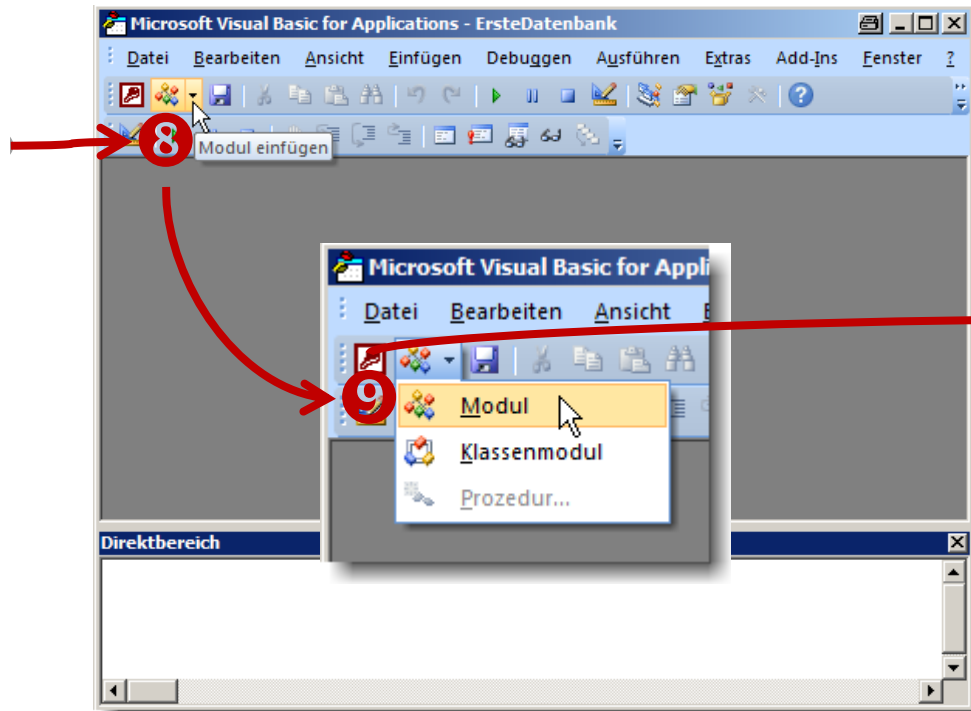 Microsoft Visual Basic for Applications - ErsteDatenbank
Datei Bearbeiten Ansicht Einfügen Debuggen Ausführen Extras Add-Ins Fenster ?
8
Modul einfügen
Microsoft Visual Basic for Appli
Datei Bearbeiten Ansicht
9
Modul
Klassenmodul
Prozedur...
Direktbereich